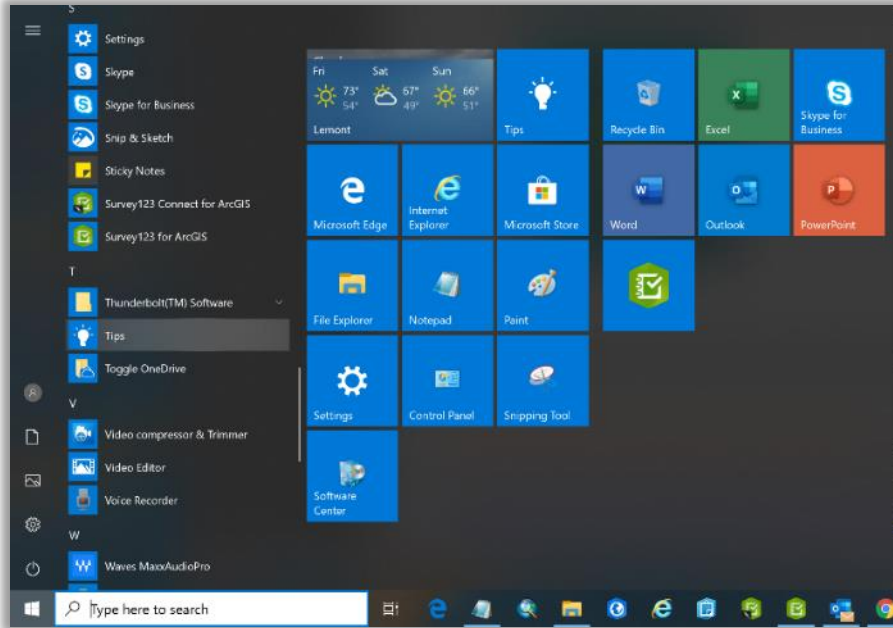 S
Settings
Skype
Skype for Business
Snip & Sketch
Sticky Notes
Survey123 Connect for ArcGIS
Survey123 for ArcGIS
T
Thunderbolt(TM) Software
Tips
Toggle OneDrive
V
Video compressor & Trimmer
Video Editor
Voice Recorder
W
Waves MaxxAudioPro
Type here to search
Fri Sat Sun
73° 67° 66°
54° 49° 51°
Lemont
Tips
Recycle Bin
Excel
Skype for
Business
Microsoft Edge
Internet
Explorer
Microsoft Store
Word
Outlook
PowerPoint
File Explorer
Notepad
Paint
Settings
Control Panel
Snipping Tool
Software
Center